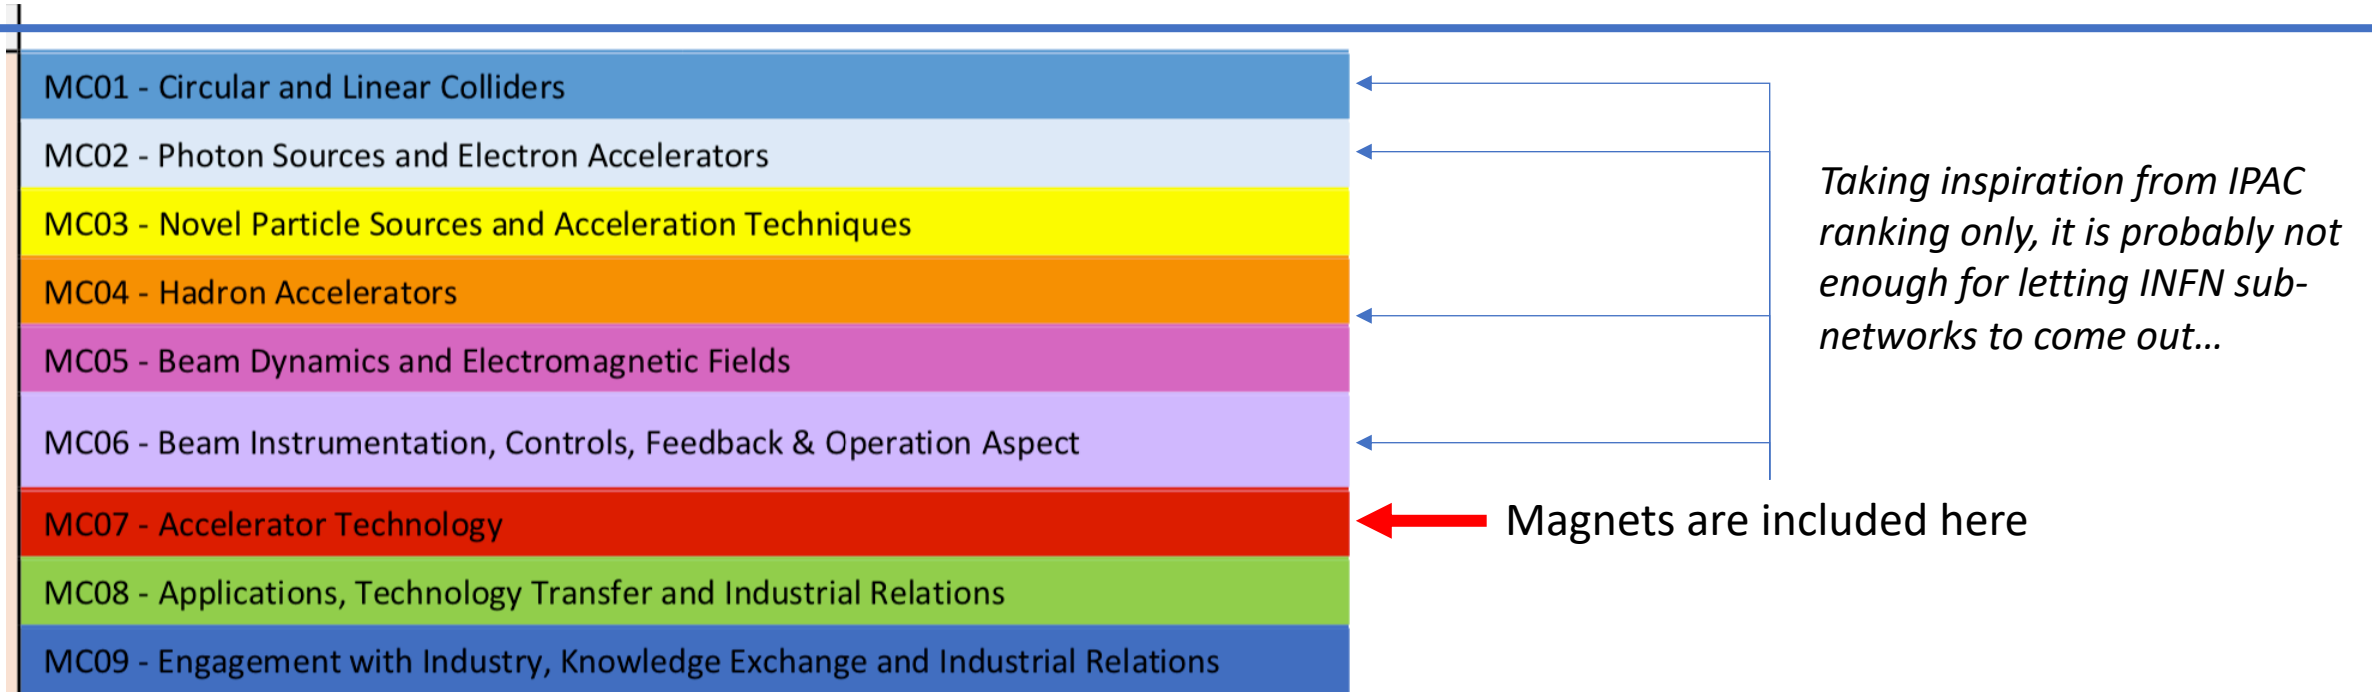 MC01 - Circular and Linear Colliders
MC02 - Photon Sources and Electron Accelerators
MC03 - Novel Particle Sources and Acceleration Techniques
MC04 - Hadron Accelerators
MC05 - Beam Dynamics and Electromagnetic Fields
MC06 - Beam Instrumentation, Controls, Feedback & Operation Aspect
MC07 - Accelerator Technology
MC08 - Applications, Technology Transfer and Industrial Relations
MC09 - Engagement with Industry, Knowledge Exchange and Industrial Relations
Taking inspiration from IPAC
ranking only, it is probably not
enough for letting INFN sub-
networks to come out…
Magnets are included here